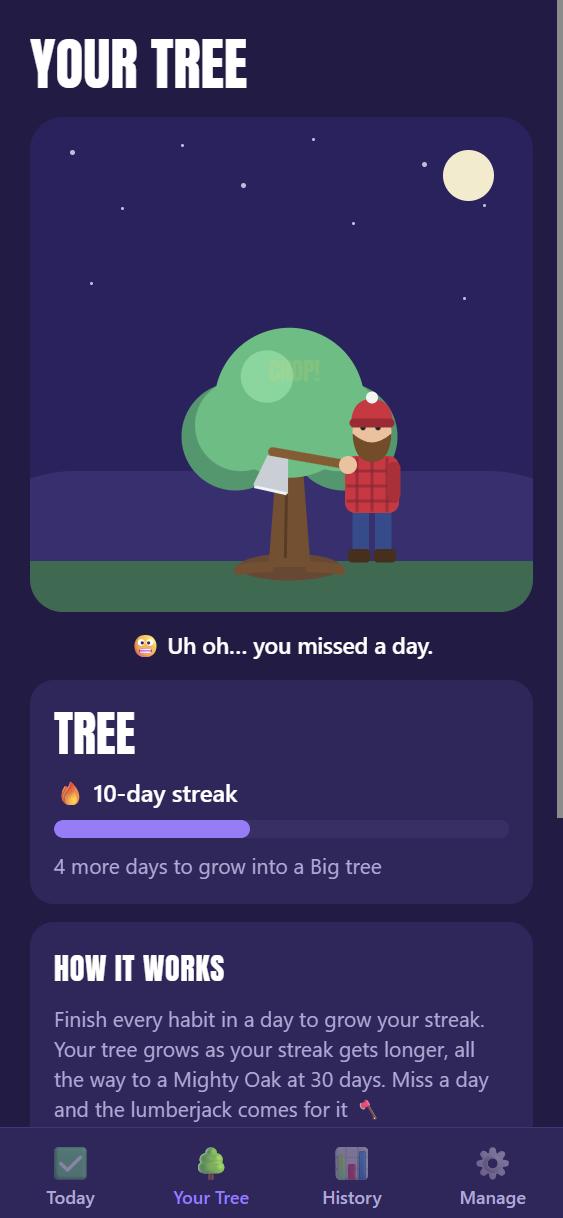 YOUR TREE
CHOP!
😬 Uh oh... you missed a day.
TREE
🔥 10-day streak
4 more days to grow into a Big tree
HOW IT WORKS
Finish every habit in a day to grow your streak.
Your tree grows as your streak gets longer, all
the way to a Mighty Oak at 30 days. Miss a day
and the lumberjack comes for it 🪓
Today
Your Tree
History
Manage